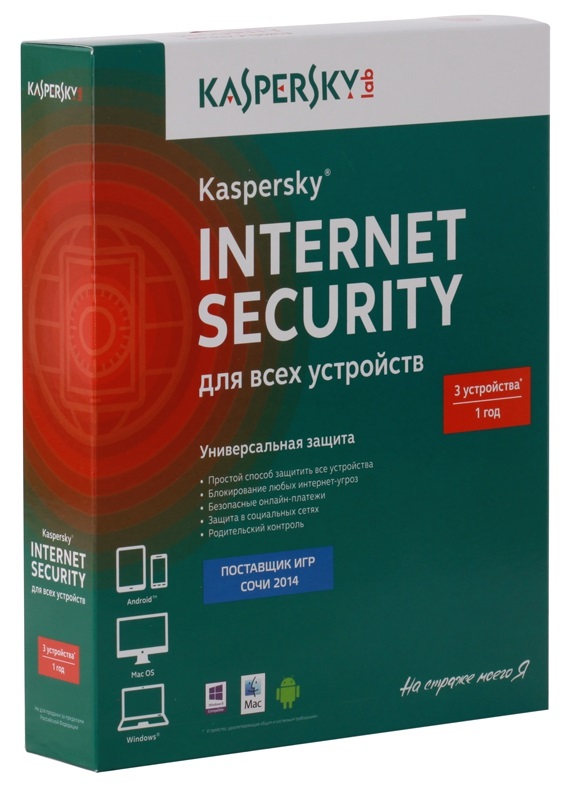 KASPERSKY lab
Kaspersky®
INTERNET
SECURITY
для всех устройств
3 устройства*
1 год
Универсальная защита
• Простой способ защитить все устройства
• Блокирование любых интернет-угроз
• Безопасные онлайн-платежи
• Защита в социальных сетях
• Родительский контроль
ПОСТАВЩИК ИГР
СОЧИ 2014
Mac
На страже моего Я
KASPERSKY lab
Kaspersky®
INTERNET
SECURITY
для всех устройств
3 устройства*
1 год
Android™
Mac OS
Windows®